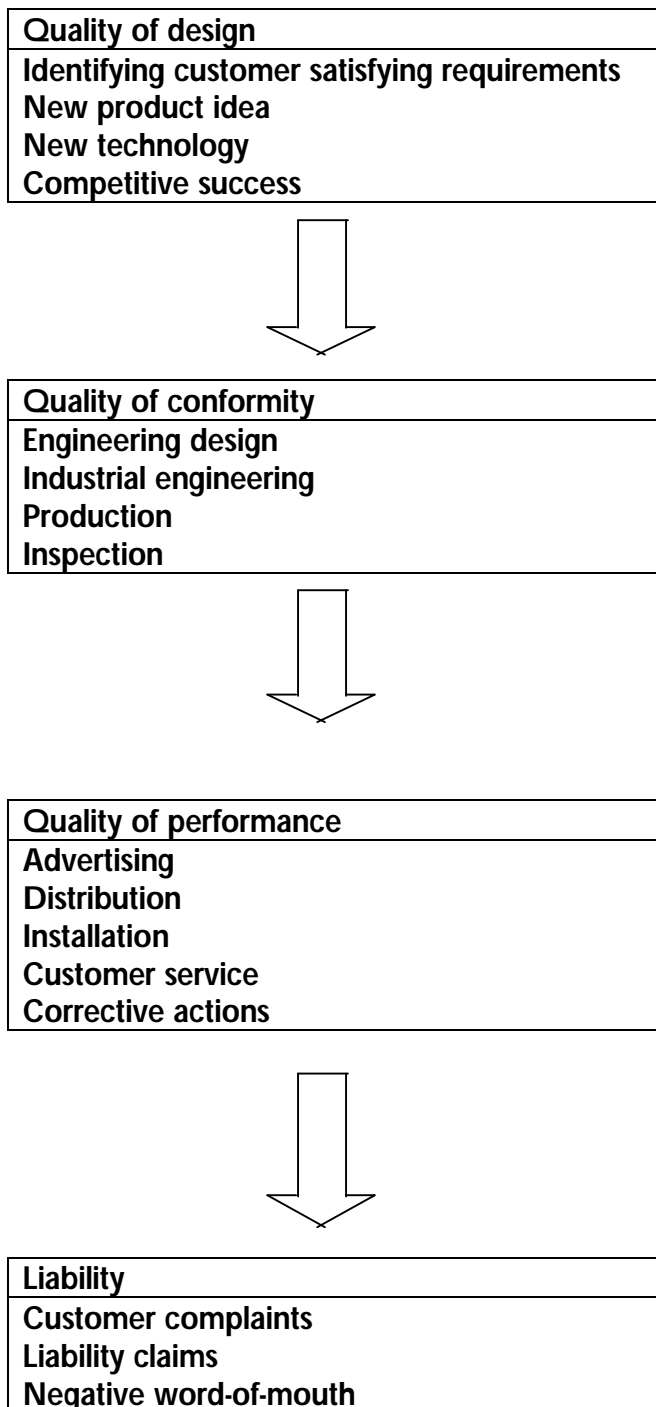 Quality of design
Identifying customer satisfying requirements
New product idea
New technology
Competitive success
Quality of conformity
Engineering design
Industrial engineering
Production
Inspection
Quality of performance
Advertising
Distribution
Installation
Customer service
Corrective actions
Liability
Customer complaints
Liability claims
Negative word-of-mouth